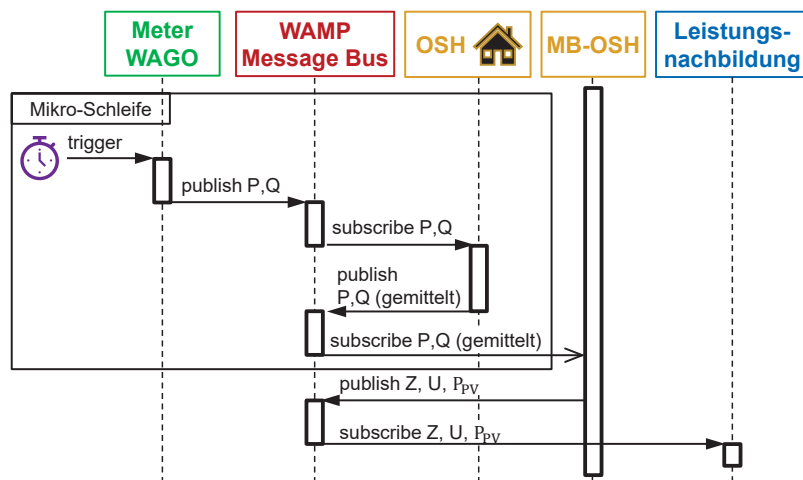 Meter
WAGO
WAMP
Message Bus
OSH
MB-OSH
Leistungs-
nachbildung
Mikro-Schleife
trigger
publish P,Q
subscribe P,Q
publish
P,Q (gemittelt)
subscribe P,Q (gemittelt)
publish Z, U, P_PV
subscribe Z, U, P_PV